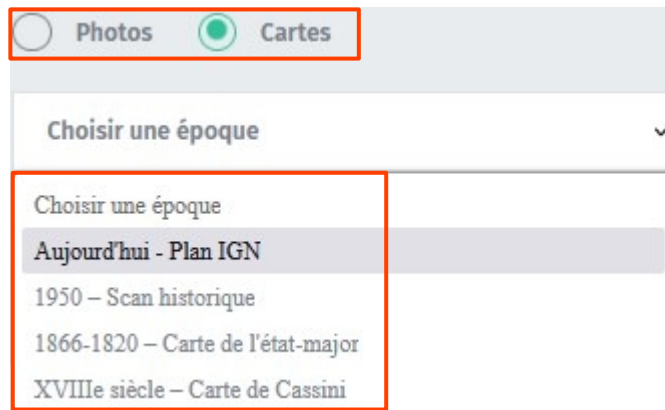 Photos Cartes
Choisir une époque
Choisir une époque
Aujourd'hui - Plan IGN
1950 – Scan historique
1866-1820 – Carte de l'état-major
XVIIIe siècle – Carte de Cassini